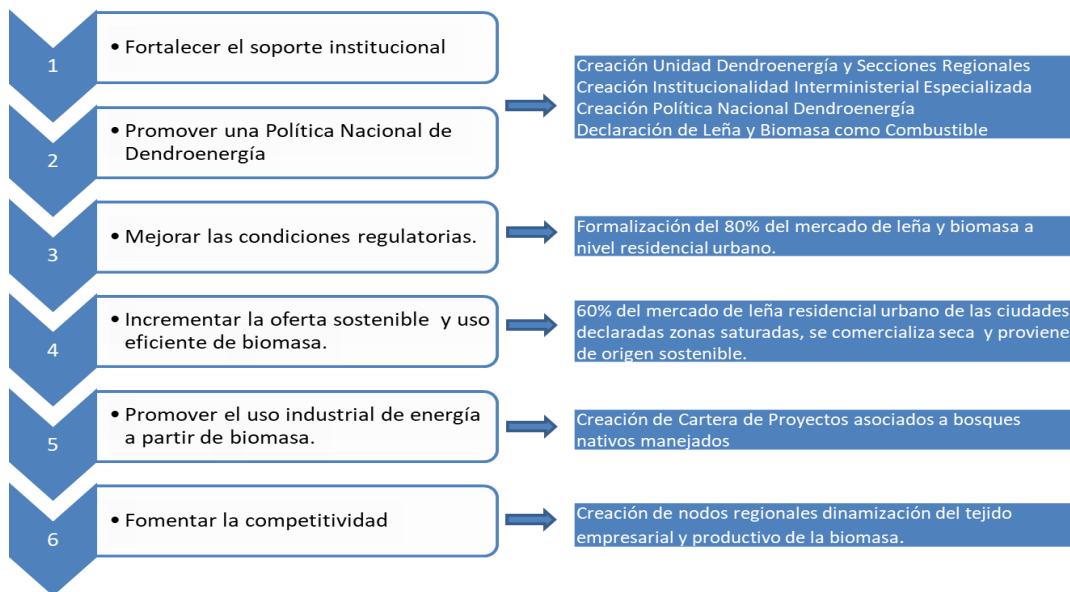 1
• Fortalecer el soporte institucional
2
• Promover una Política Nacional de
Dendroenergía
Creación Unidad Dendroenergía y Secciones Regionales
Creación Institucionalidad Interministerial Especializada
Creación Política Nacional Dendroenergía
Declaración de Leña y Biomasa como Combustible
3
• Mejorar las condiciones regulatorias.
Formalización del 80% del mercado de leña y biomasa a
nivel residencial urbano.
4
• Incrementar la oferta sostenible y uso
eficiente de biomasa.
60% del mercado de leña residencial urbano de las ciudades
declaradas zonas saturadas, se comercializa seca y proviene
de origen sostenible.
5
• Promover el uso industrial de energía
a partir de biomasa.
Creación de Cartera de Proyectos asociados a bosques
nativos manejados
6
• Fomentar la competitividad
Creación de nodos regionales dinamización del tejido
empresarial y productivo de la biomasa.